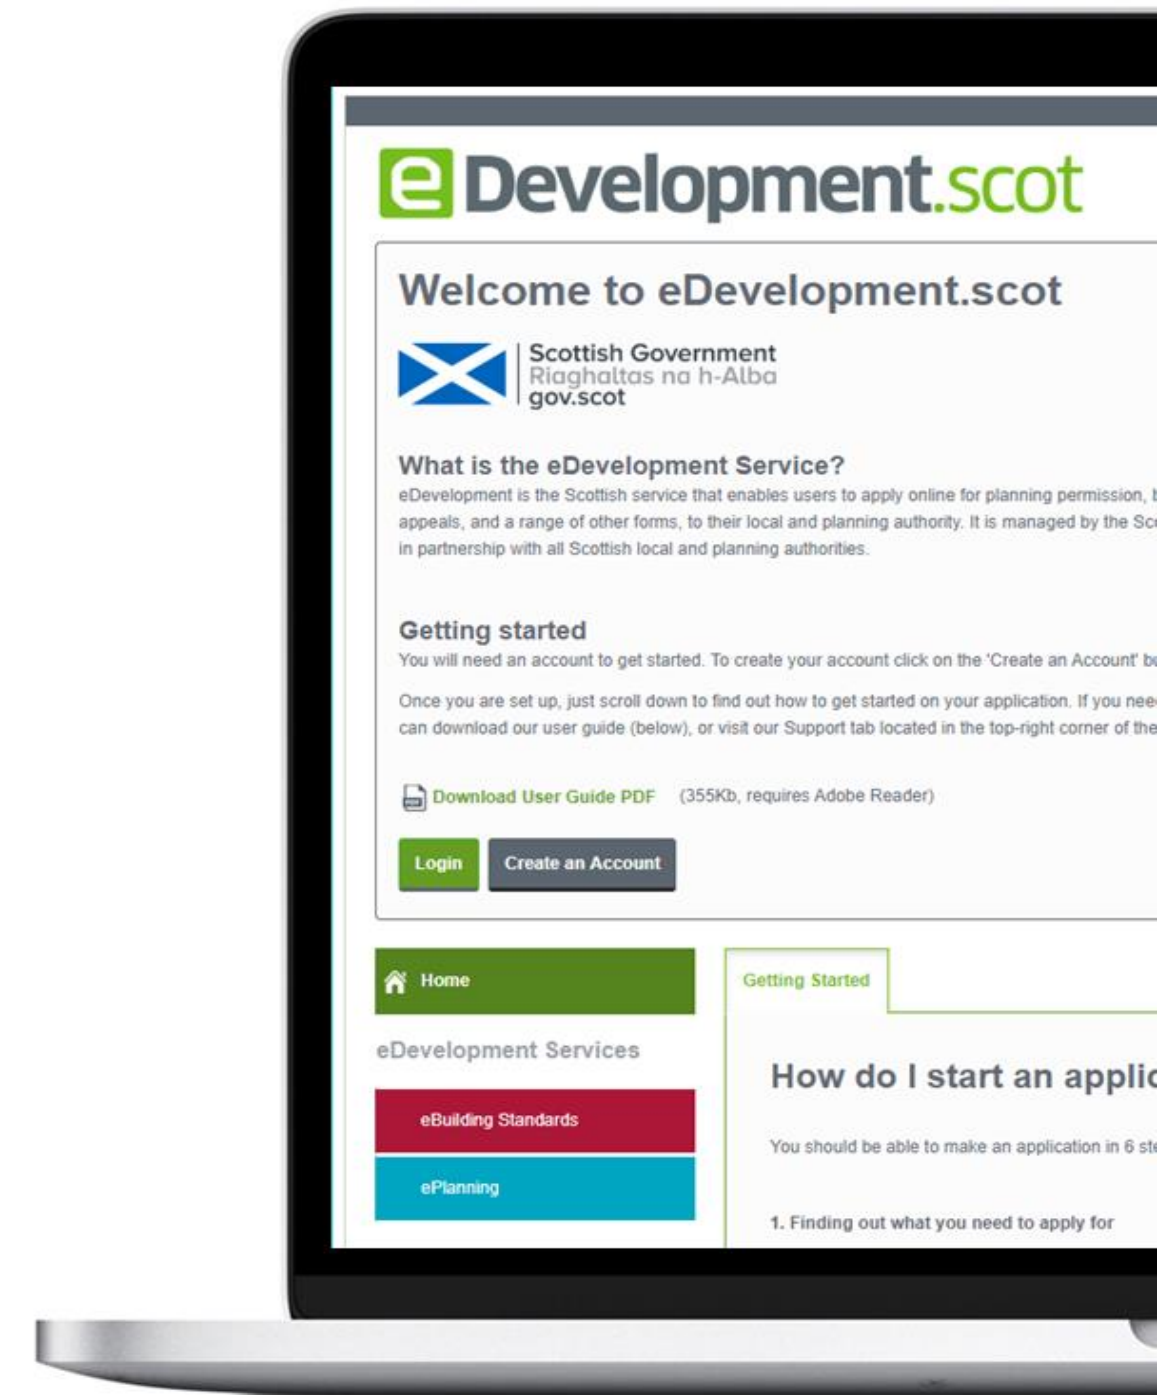 e Development.scot
Welcome to eDevelopment.scot
Scottish Government
Riaghaltas na h-Alba
gov.scot
What is the eDevelopment Service?
eDevelopment is the Scottish service that enables users to apply online for planning permission,
appeals, and a range of other forms, to their local and planning authority. It is managed by the
in partnership with all Scottish local and planning authorities.
Getting started
You will need an account to get started. To create your account click on the 'Create an Account'
Once you are set up, just scroll down to find out how to get started on your application. If you
can download our user guide (below), or visit our Support tab located in the top-right corner of the
PDF Download User Guide PDF (355Kb, requires Adobe Reader)
Login Create an Account
Home
Getting Started
eDevelopment Services
eBuilding Standards
ePlanning
How do I start an
You should be able to make an application in 6
1. Finding out what you need to apply for